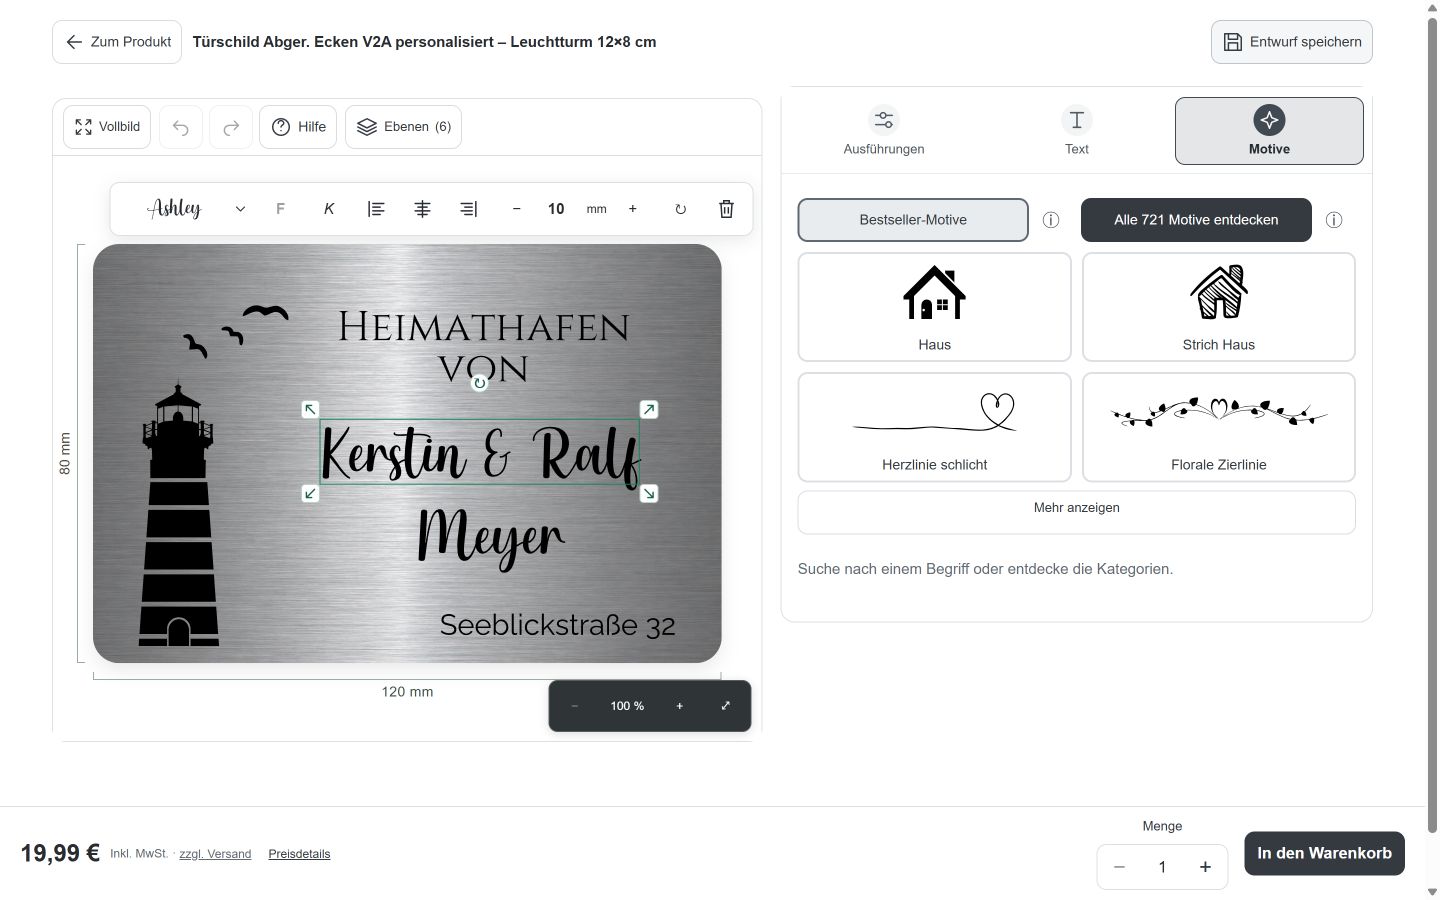 Zum Produkt
Türschild Abger. Ecken V2A personalisiert – Leuchtturm 12×8 cm
Entwurf speichern
Vollbild
Hilfe
Ebenen (6)
Ausführungen
Text
Motive
Ashley
F
K
− 10 mm +
Bestseller-Motive
Alle 721 Motive entdecken
Heimathafen
von
Kerstin & Ralf
Meyer
Seeblickstraße 32
80 mm
120 mm
− 100 % +
Haus
Strich Haus
Herzlinie schlicht
Florale Zierlinie
Mehr anzeigen
Suche nach einem Begriff oder entdecke die Kategorien.
19,99 € Inkl. MwSt. · zzgl. Versand Preisdetails
Menge
− 1 +
In den Warenkorb